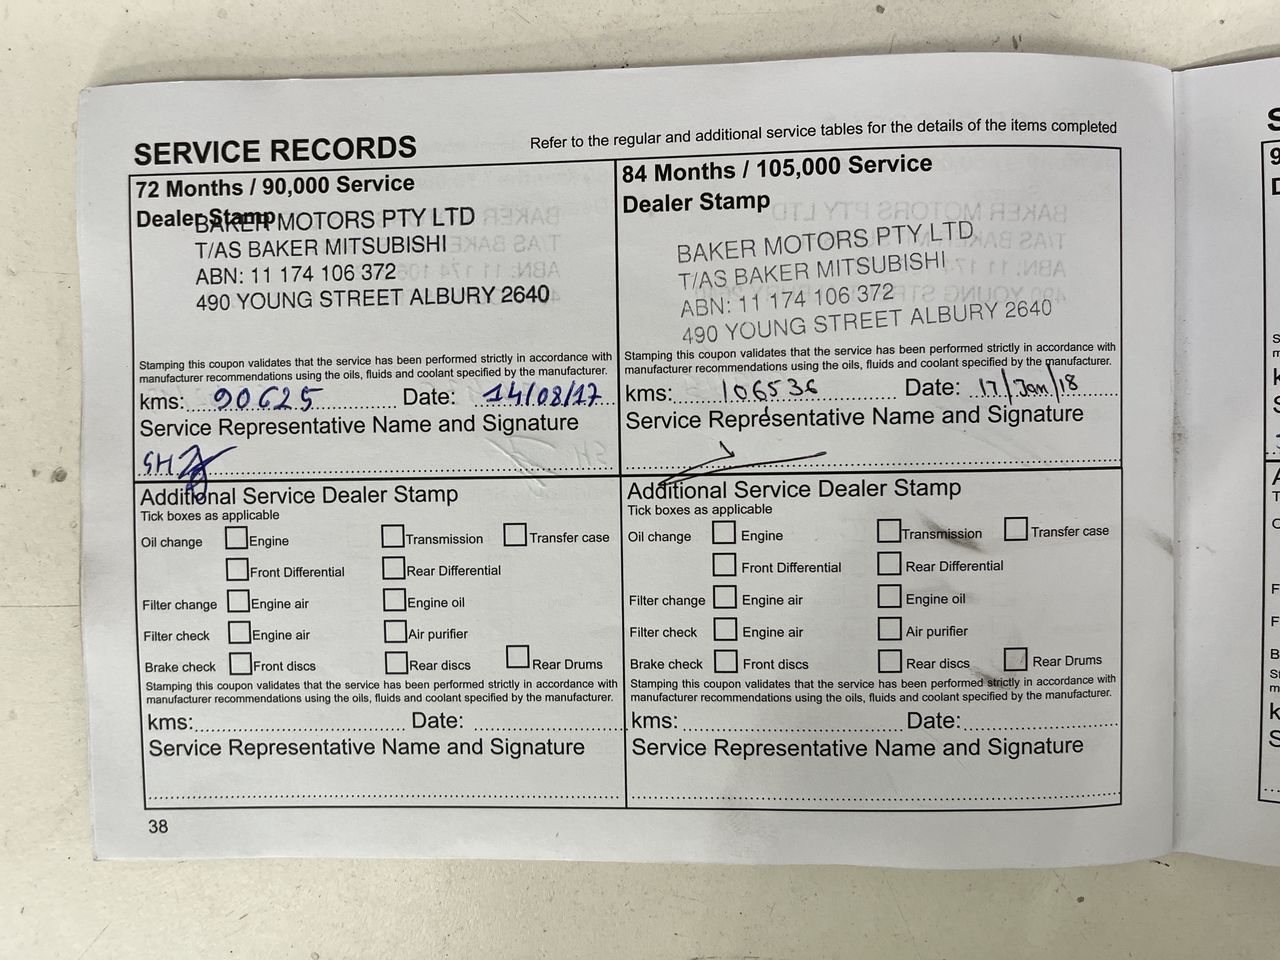 SERVICE RECORDS
Refer to the regular and additional service tables for the details of the items completed
72 Months / 90,000 Service
Dealer Stamp
BAKER MOTORS PTY LTD
T/AS BAKER MITSUBISHI
ABN: 11 174 106 372
490 YOUNG STREET ALBURY 2640
Stamping this coupon validates that the service has been performed strictly in accordance with
manufacturer recommendations using the oils, fluids and coolant specified by the manufacturer.
kms: 90625 Date: 14/08/17
Service Representative Name and Signature
SH
Additional Service Dealer Stamp
Tick boxes as applicable
Oil change Engine Transmission Transfer case
Front Differential Rear Differential
Filter change Engine air Engine oil
Filter check Engine air Air purifier
Brake check Front discs Rear discs Rear Drums
Stamping this coupon validates that the service has been performed strictly in accordance with
manufacturer recommendations using the oils, fluids and coolant specified by the manufacturer.
kms: Date:
Service Representative Name and Signature
84 Months / 105,000 Service
Dealer Stamp
BAKER MOTORS PTY LTD
T/AS BAKER MITSUBISHI
ABN: 11 174 106 372
490 YOUNG STREET ALBURY 2640
Stamping this coupon validates that the service has been performed strictly in accordance with
manufacturer recommendations using the oils, fluids and coolant specified by the manufacturer.
kms: 106536 Date: 17/Jan/18
Service Representative Name and Signature
Additional Service Dealer Stamp
Tick boxes as applicable
Oil change Engine Transmission Transfer case
Front Differential Rear Differential
Filter change Engine air Engine oil
Filter check Engine air Air purifier
Brake check Front discs Rear discs Rear Drums
Stamping this coupon validates that the service has been performed strictly in accordance with
manufacturer recommendations using the oils, fluids and coolant specified by the manufacturer.
kms: Date:
Service Representative Name and Signature
38